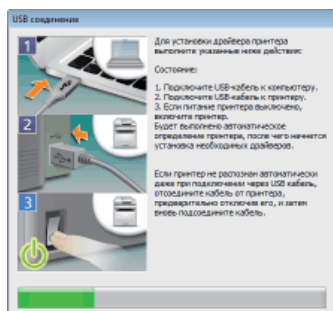 USB соединение
1
2
3
Для установки драйвера принтера
выполните указанные ниже действия:
Состояние:
1. Подключите USB-кабель к компьютеру.
2. Подключите USB-кабель к принтеру.
3. Если питание принтера выключено,
включите принтер.
Будет выполнено автоматическое
определение принтера, после чего начнется
установка необходимых драйверов.
Если принтер не распознан автоматически
даже при подключении через USB кабель,
отсоедините кабель от принтера,
предварительно отключив его, и затем
вновь подсоедините кабель.